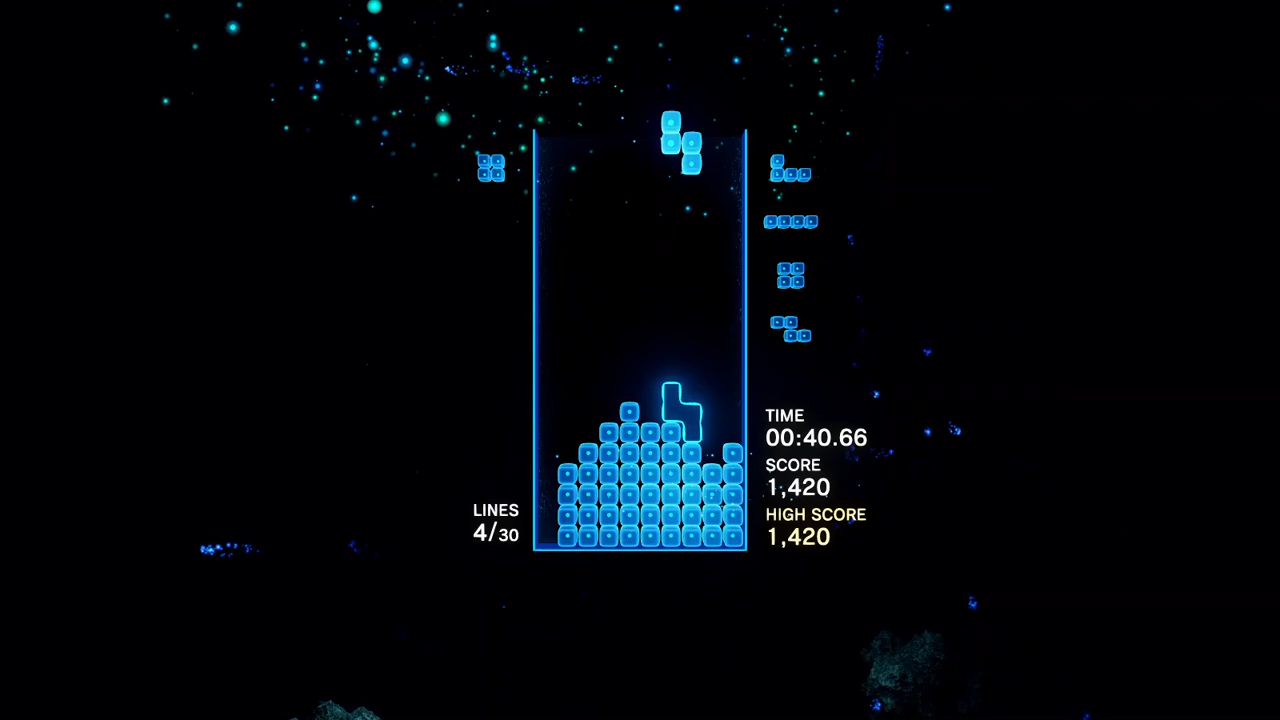 LINES
4/30
TIME
00:40.66
SCORE
1,420
HIGH SCORE
1,420